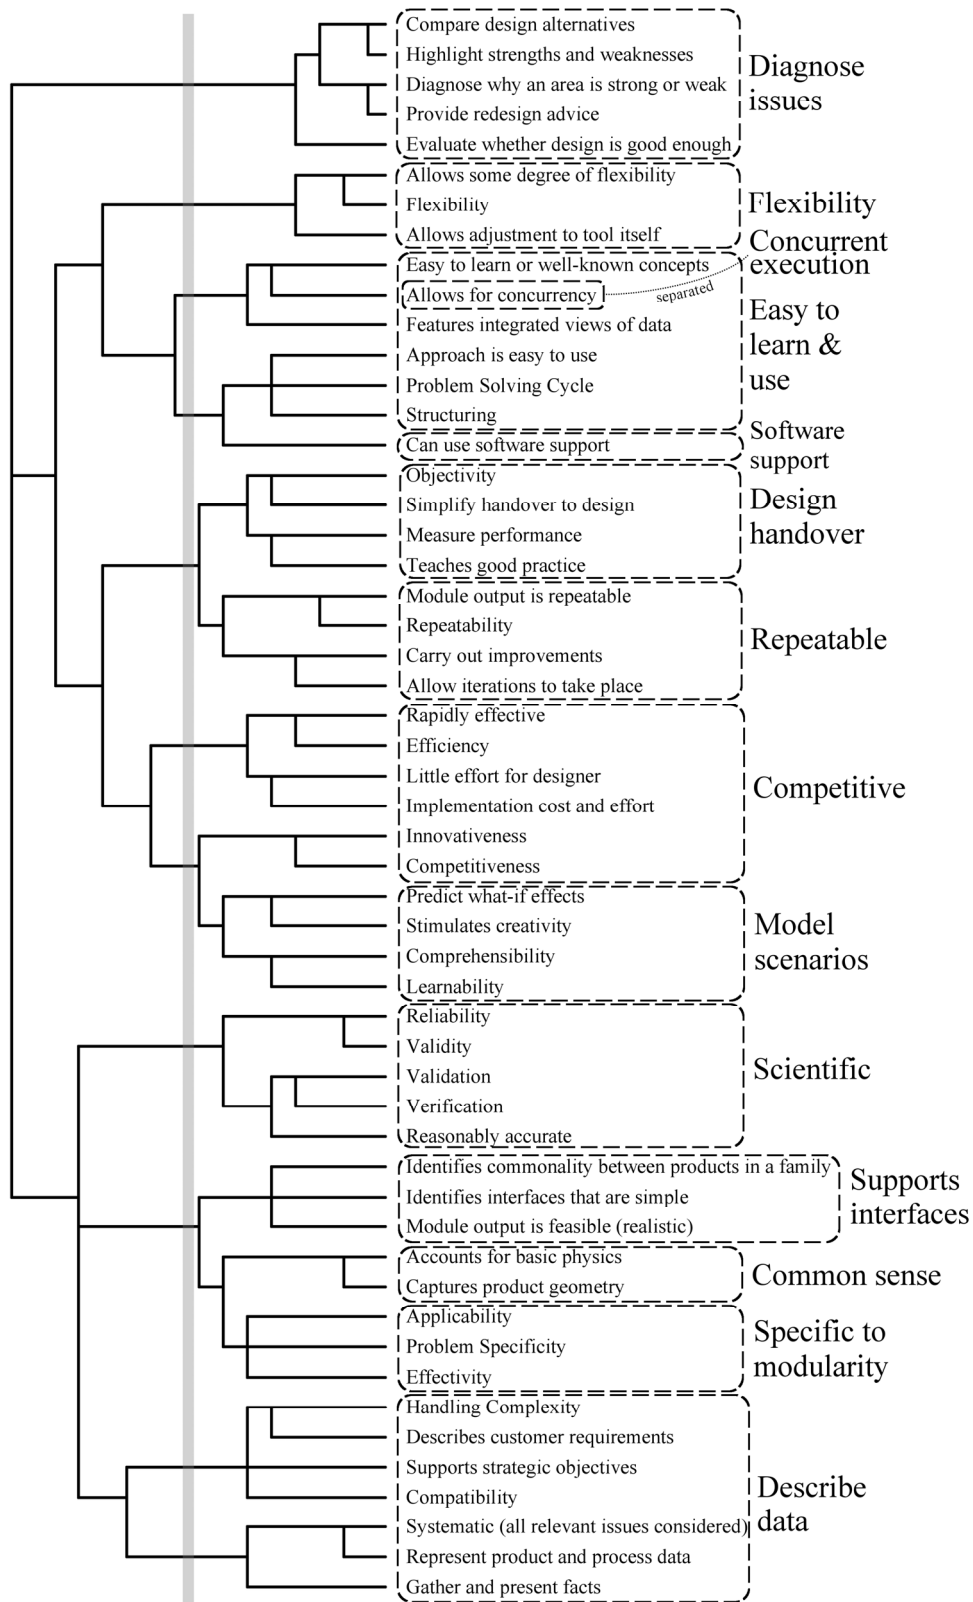 Compare design alternatives
Highlight strengths and weaknesses
Diagnose why an area is strong or weak
Provide redesign advice
Evaluate whether design is good enough
Diagnose
issues
Allows some degree of flexibility
Flexibility
Allows adjustment to tool itself
Flexibility
Concurrent
execution
Easy to learn or well-known concepts
Allows for concurrency
separated
Features integrated views of data
Approach is easy to use
Problem Solving Cycle
Structuring
Easy to
learn &
use
Can use software support
Software
support
Objectivity
Simplify handover to design
Measure performance
Teaches good practice
Design
handover
Module output is repeatable
Repeatability
Carry out improvements
Allow iterations to take place
Repeatable
Rapidly effective
Efficiency
Little effort for designer
Implementation cost and effort
Innovativeness
Competitiveness
Competitive
Predict what-if effects
Stimulates creativity
Comprehensibility
Learnability
Model
scenarios
Reliability
Validity
Validation
Verification
Reasonably accurate
Scientific
Identifies commonality between products in a family
Identifies interfaces that are simple
Module output is feasible (realistic)
Supports
interfaces
Accounts for basic physics
Captures product geometry
Common sense
Applicability
Problem Specificity
Effectivity
Specific to
modularity
Handling Complexity
Describes customer requirements
Supports strategic objectives
Compatibility
Systematic (all relevant issues considered)
Represent product and process data
Gather and present facts
Describe
data